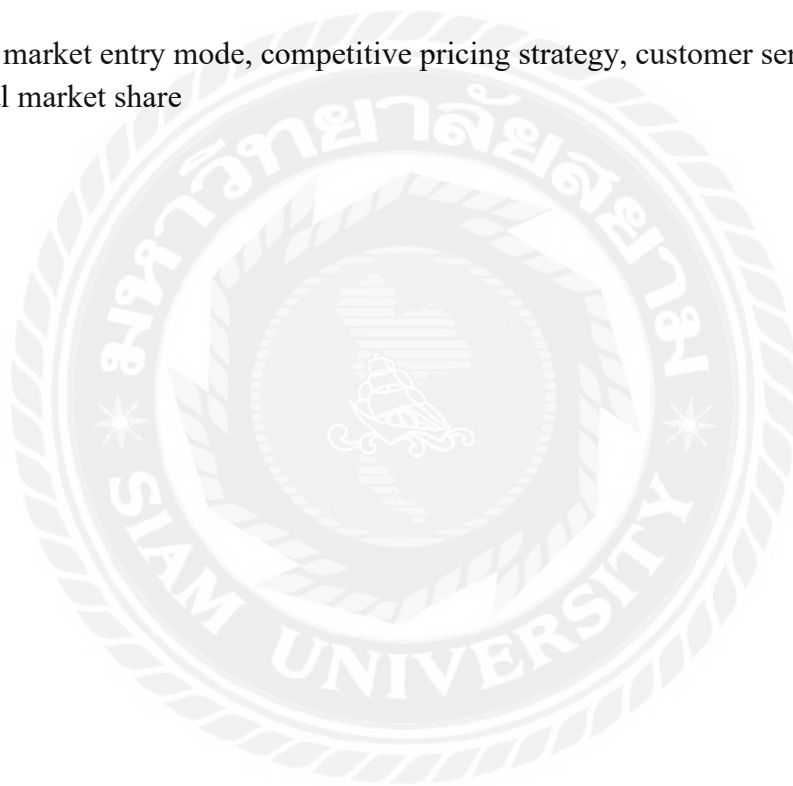 market entry mode, competitive pricing strategy, customer ser
market share
มหาวิทยาลัยสยาม
SIAM UNIVERSITY